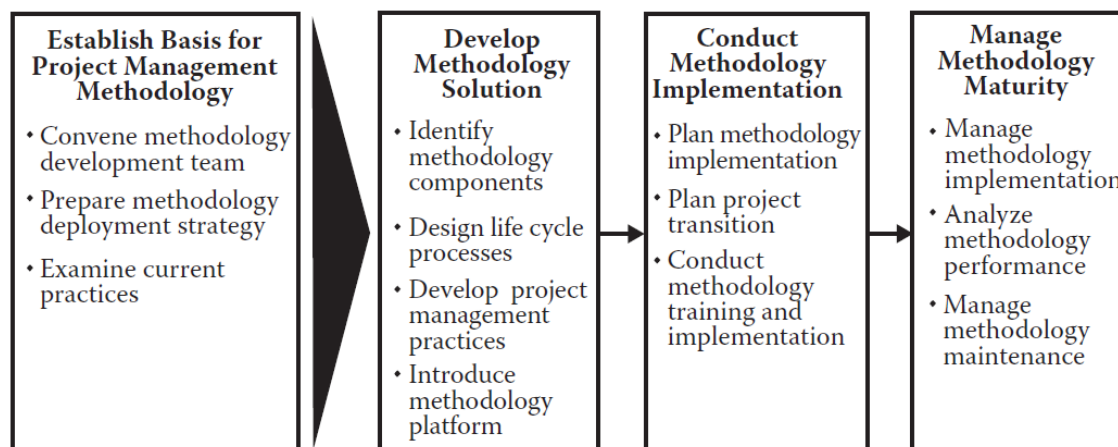 Establish Basis for
Project Management
Methodology
• Convene methodology
development team
• Prepare methodology
deployment strategy
• Examine current
practices
Develop
Methodology
Solution
• Identify
methodology
components
• Design life cycle
processes
• Develop project
management
practices
• Introduce
methodology
platform
Conduct
Methodology
Implementation
• Plan methodology
implementation
• Plan project
transition
• Conduct
methodology
training and
implementation
Manage
Methodology
Maturity
• Manage
methodology
implementation
• Analyze
methodology
performance
• Manage
methodology
maintenance